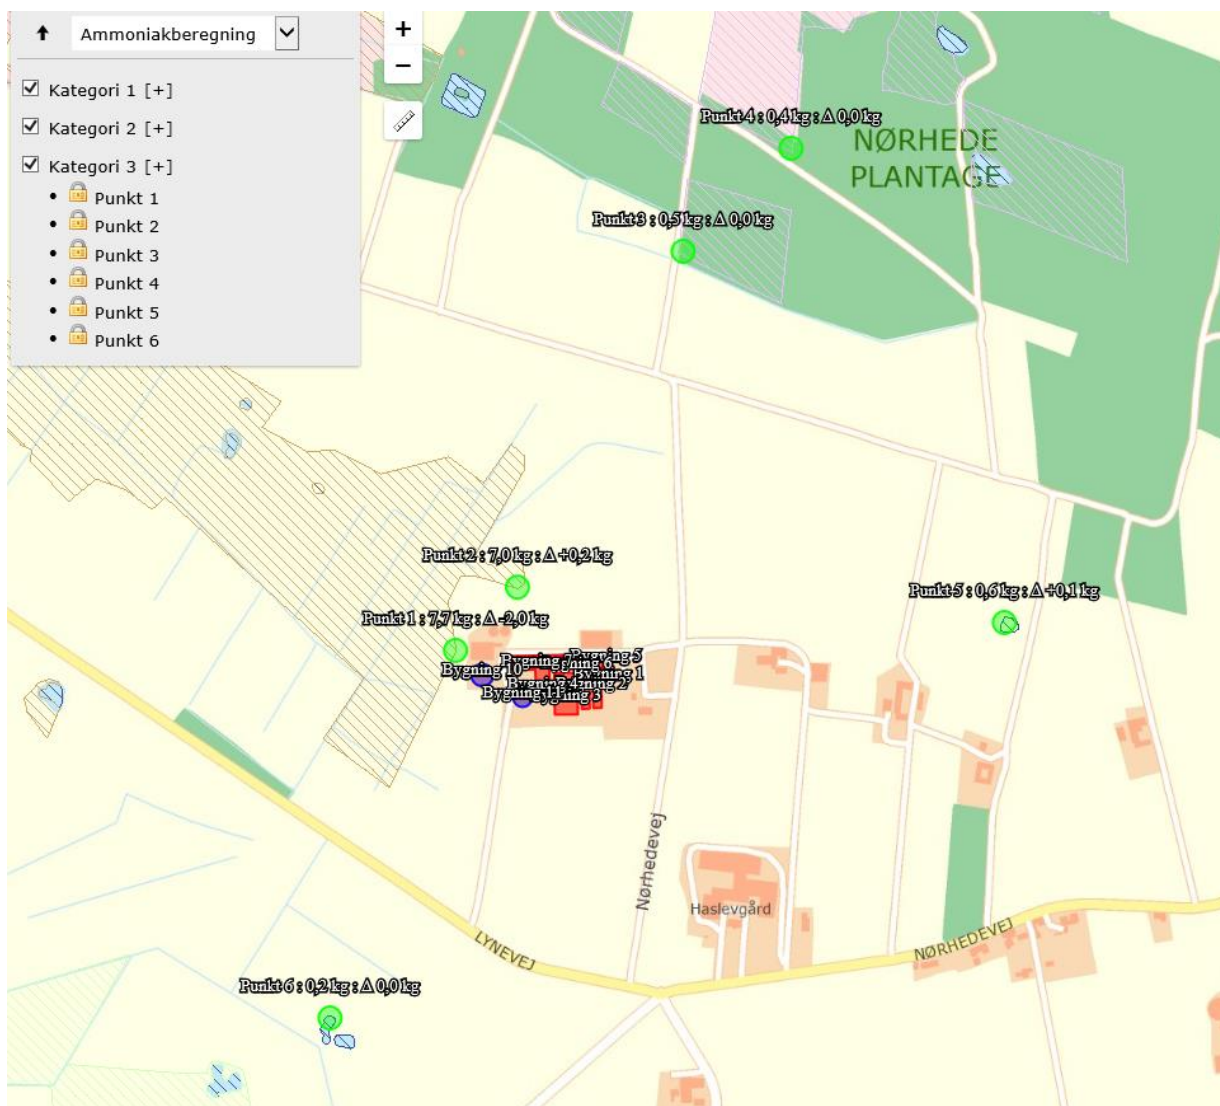 Ammoniakberegning
+
−
Kategori 1 [+]
Kategori 2 [+]
Kategori 3 [+]
• Punkt 1
• Punkt 2
• Punkt 3
• Punkt 4
• Punkt 5
• Punkt 6
Punkt 4 : 0,4 kg : Δ 0,0 kg
NØRHEDE
PLANTAGE
Punkt 3 : 0,5 kg : Δ 0,0 kg
Punkt 2 : 7,0 kg : Δ +0,2 kg
Punkt 5 : 0,6 kg : Δ +0,1 kg
Punkt 1 : 7,7 kg : Δ -2,0 kg
Bygning 5
Bygning 10
Bygning 1
Bygning 11
Nørhedevej
Haslevgård
LYNEVEJ
NØRHEDEVEJ
Punkt 6 : 0,2 kg : Δ 0,0 kg